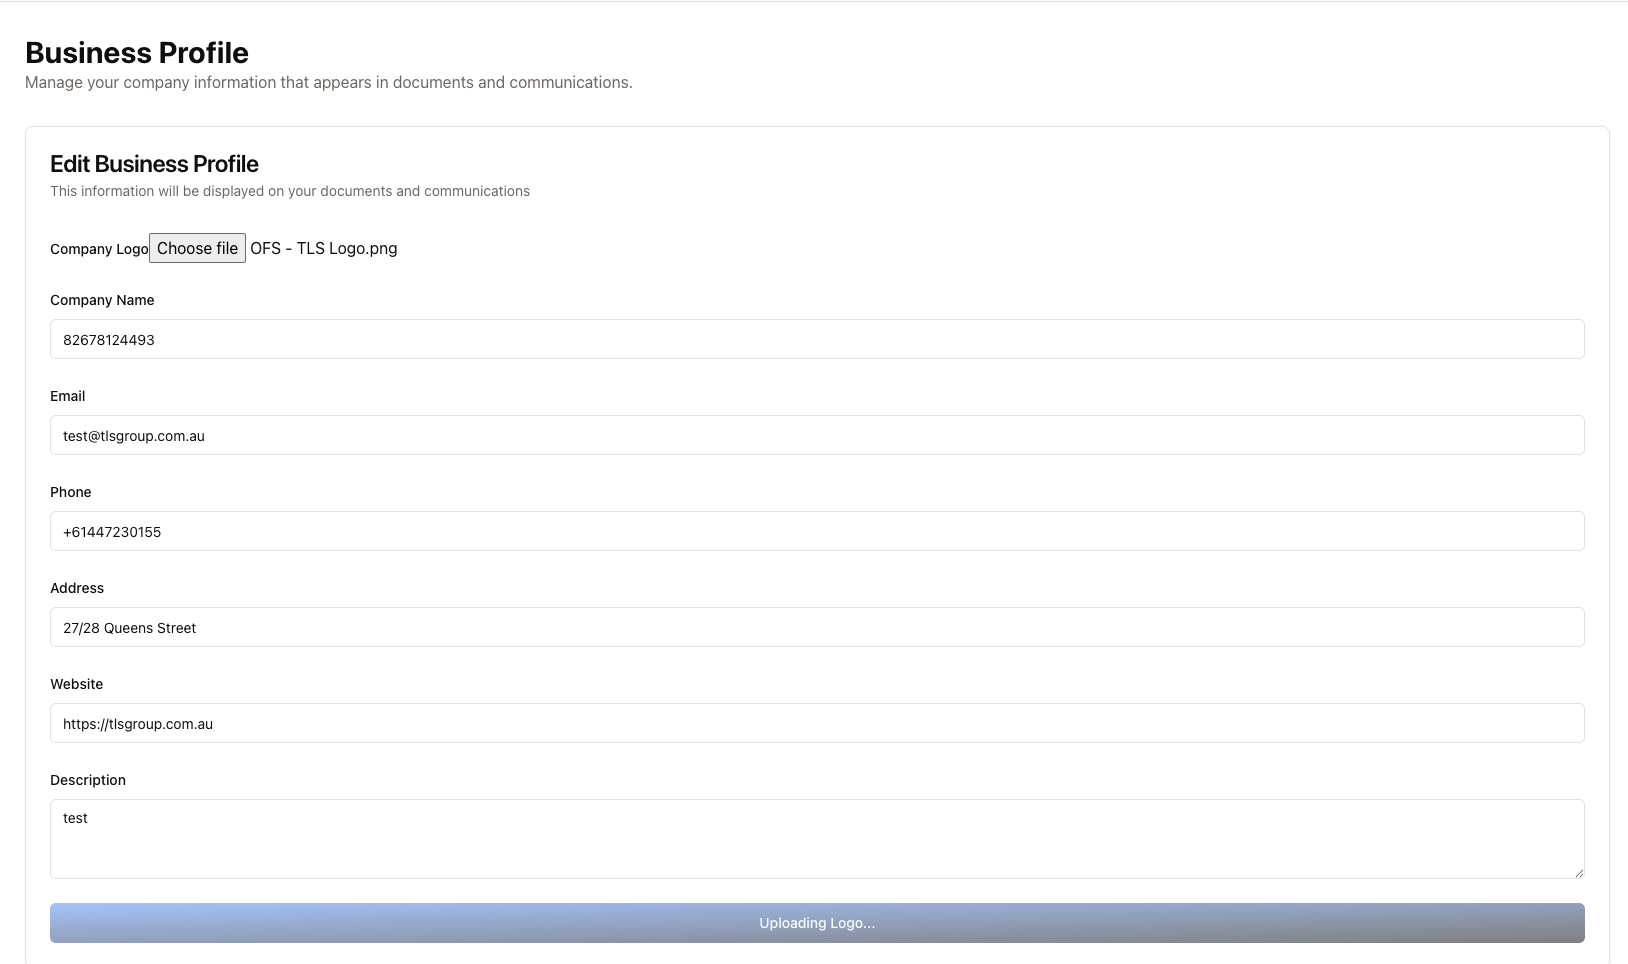 Business Profile
Manage your company information that appears in documents and communications.
Edit Business Profile
This information will be displayed on your documents and communications
Company Logo Choose file OFS - TLS Logo.png
Company Name
82678124493
Email
test@tlsgroup.com.au
Phone
+61447230155
Address
27/28 Queens Street
Website
https://tlsgroup.com.au
Description
test
Uploading Logo...